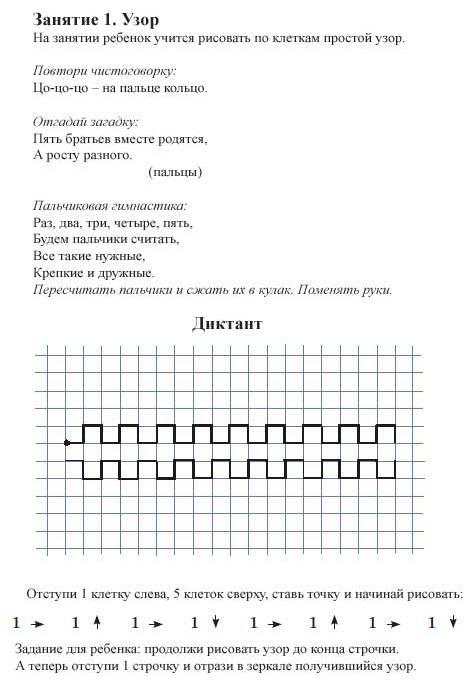 Занятие 1. Узор
На занятии ребенок учится рисовать по клеткам простой узор.
Повтори чистоговорку:
Цо-цо-цо – на пальце кольцо.
Отгадай загадку:
Пять братьев вместе родятся,
А росту разного.
(пальцы)
Пальчиковая гимнастика:
Раз, два, три, четыре, пять,
Будем пальчики считать,
Все такие нужные,
Крепкие и дружные.
Пересчитать пальчики и сжать их в кулак. Поменять руки.
Диктант
Отступи 1 клетку слева, 5 клеток сверху, ставь точку и начинай рисовать:
1 → 1 ↑ 1 → 1 ↓ 1 → 1 ↑ 1 → 1 ↓
Задание для ребенка: продолжи рисовать узор до конца строчки.
А теперь отступи 1 строчку и отрази в зеркале получившийся узор.